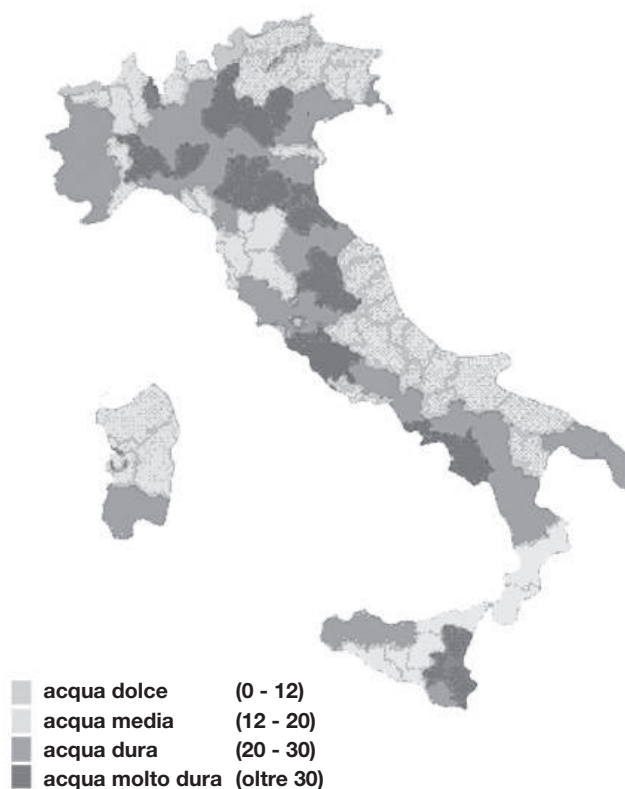 acqua dolce (0 - 12)
acqua media (12 - 20)
acqua dura (20 - 30)
acqua molto dura (oltre 30)